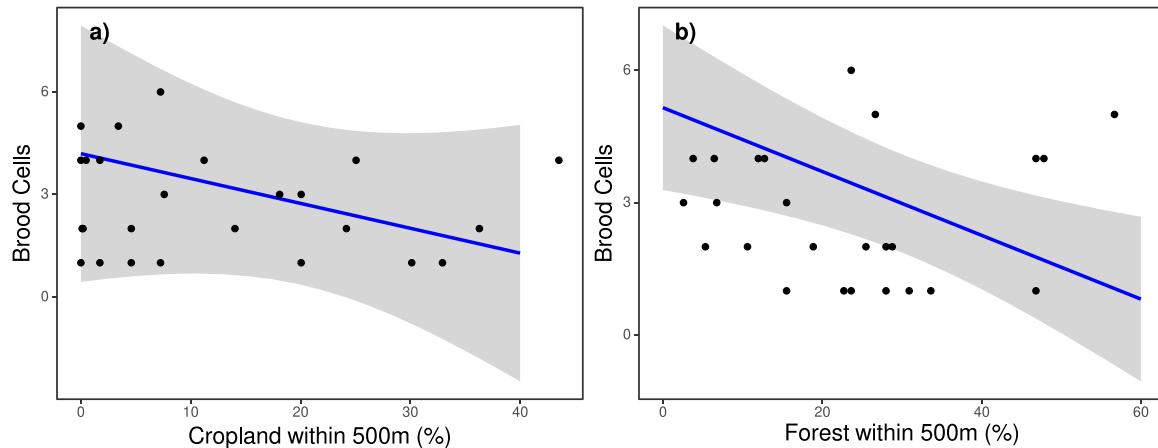 a)
Brood Cells
6
3
0
0 10 20 30 40
Cropland within 500m (%)
b)
Brood Cells
6
3
0
0 20 40 60
Forest within 500m (%)